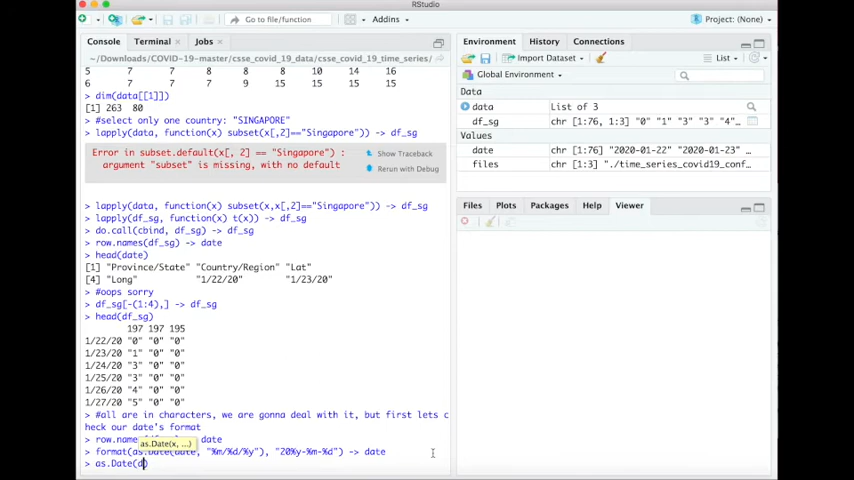 RStudio
Go to file/function
Addins
Project: (None)
Console Terminal × Jobs ×
~/Downloads/COVID-19-master/csse_covid_19_data/csse_covid_19_time_series/
5 7 7 8 8 8 10 14 16
6 7 7 7 7 9 15 15 15
> dim(data[[1]])
[1] 263 80
> #select only one country: "SINGAPORE"
> lapply(data, function(x) subset(x[,2]=="Singapore")) -> df_sg
Error in subset.default(x[, 2] == "Singapore") :
argument "subset" is missing, with no default
Show Traceback
Rerun with Debug
> lapply(data, function(x) subset(x,x[,2]=="Singapore")) -> df_sg
> lapply(df_sg, function(x) t(x)) -> df_sg
> do.call(cbind, df_sg) -> df_sg
> row.names(df_sg) -> date
> head(date)
[1] "Province/State" "Country/Region" "Lat"
[4] "Long" "1/22/20" "1/23/20"
> #oops sorry
> df_sg[-(1:4),] -> df_sg
> head(df_sg)
197 197 195
1/22/20 "0" "0" "0"
1/23/20 "1" "0" "0"
1/24/20 "3" "0" "0"
1/25/20 "3" "0" "0"
1/26/20 "4" "0" "0"
1/27/20 "5" "0" "0"
> #all are in characters, we are gonna deal with it, but first lets c
heck our date's format
> row.name date
as.Date(x, ...)
> format(as.Date(date, "%m/%d/%y"), "20%y-%m-%d") -> date
> as.Date(d)
Environment History Connections
Import Dataset
List
Global Environment
Data
data List of 3
df_sg chr [1:76, 1:3] "0" "1" "3" "3" "4"…
Values
date chr [1:76] "2020-01-22" "2020-01-23" …
files chr [1:3] "./time_series_covid19_conf…
Files Plots Packages Help Viewer